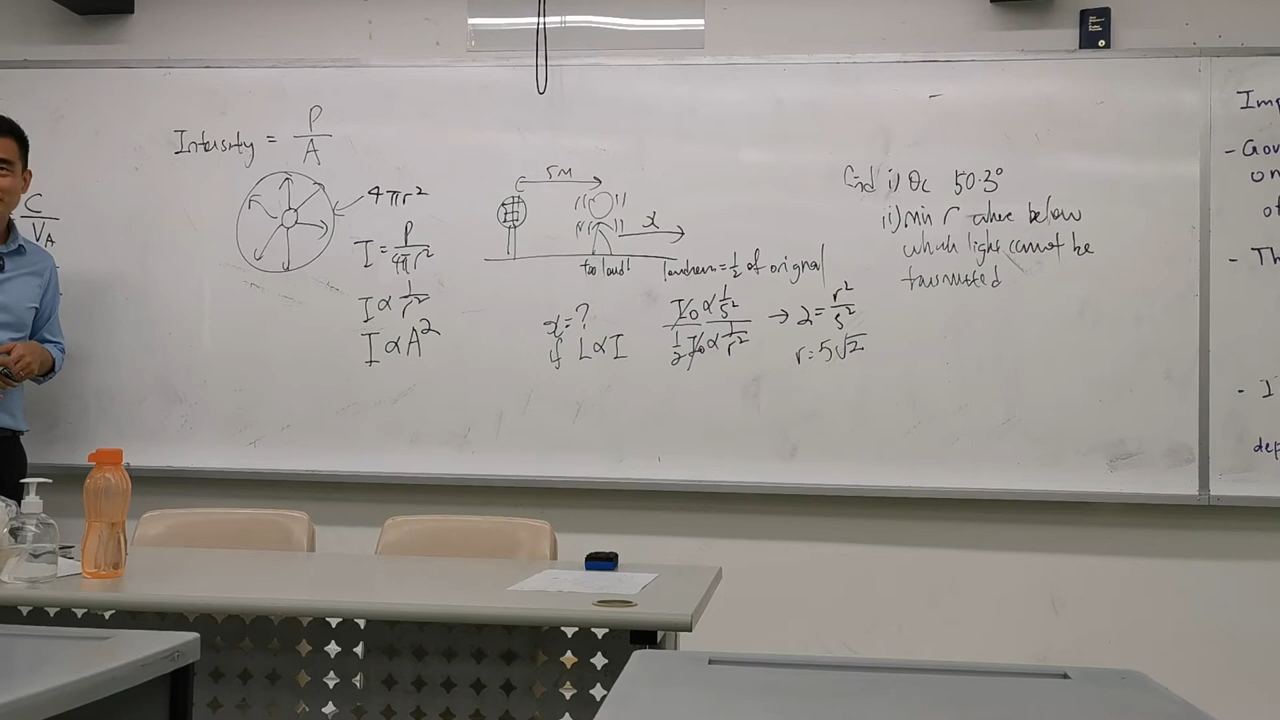 Intensity = P/A
4πr²
I = P/4πr²
I ∝ 1/r²
I ∝ A²
C/V_A
5M
x
too loud!
loudness = 1/2 of original
x = ?
if L ∝ I
I₀ ∝ 1/5²
1/2 I₀ ∝ 1/r²
→ 2 = r²/5²
r = 5√2
find i) θc 50.3°
ii) min r where below
which light cannot be
transmitted
Imp
- Gov
on
of
- Th
- I
dep